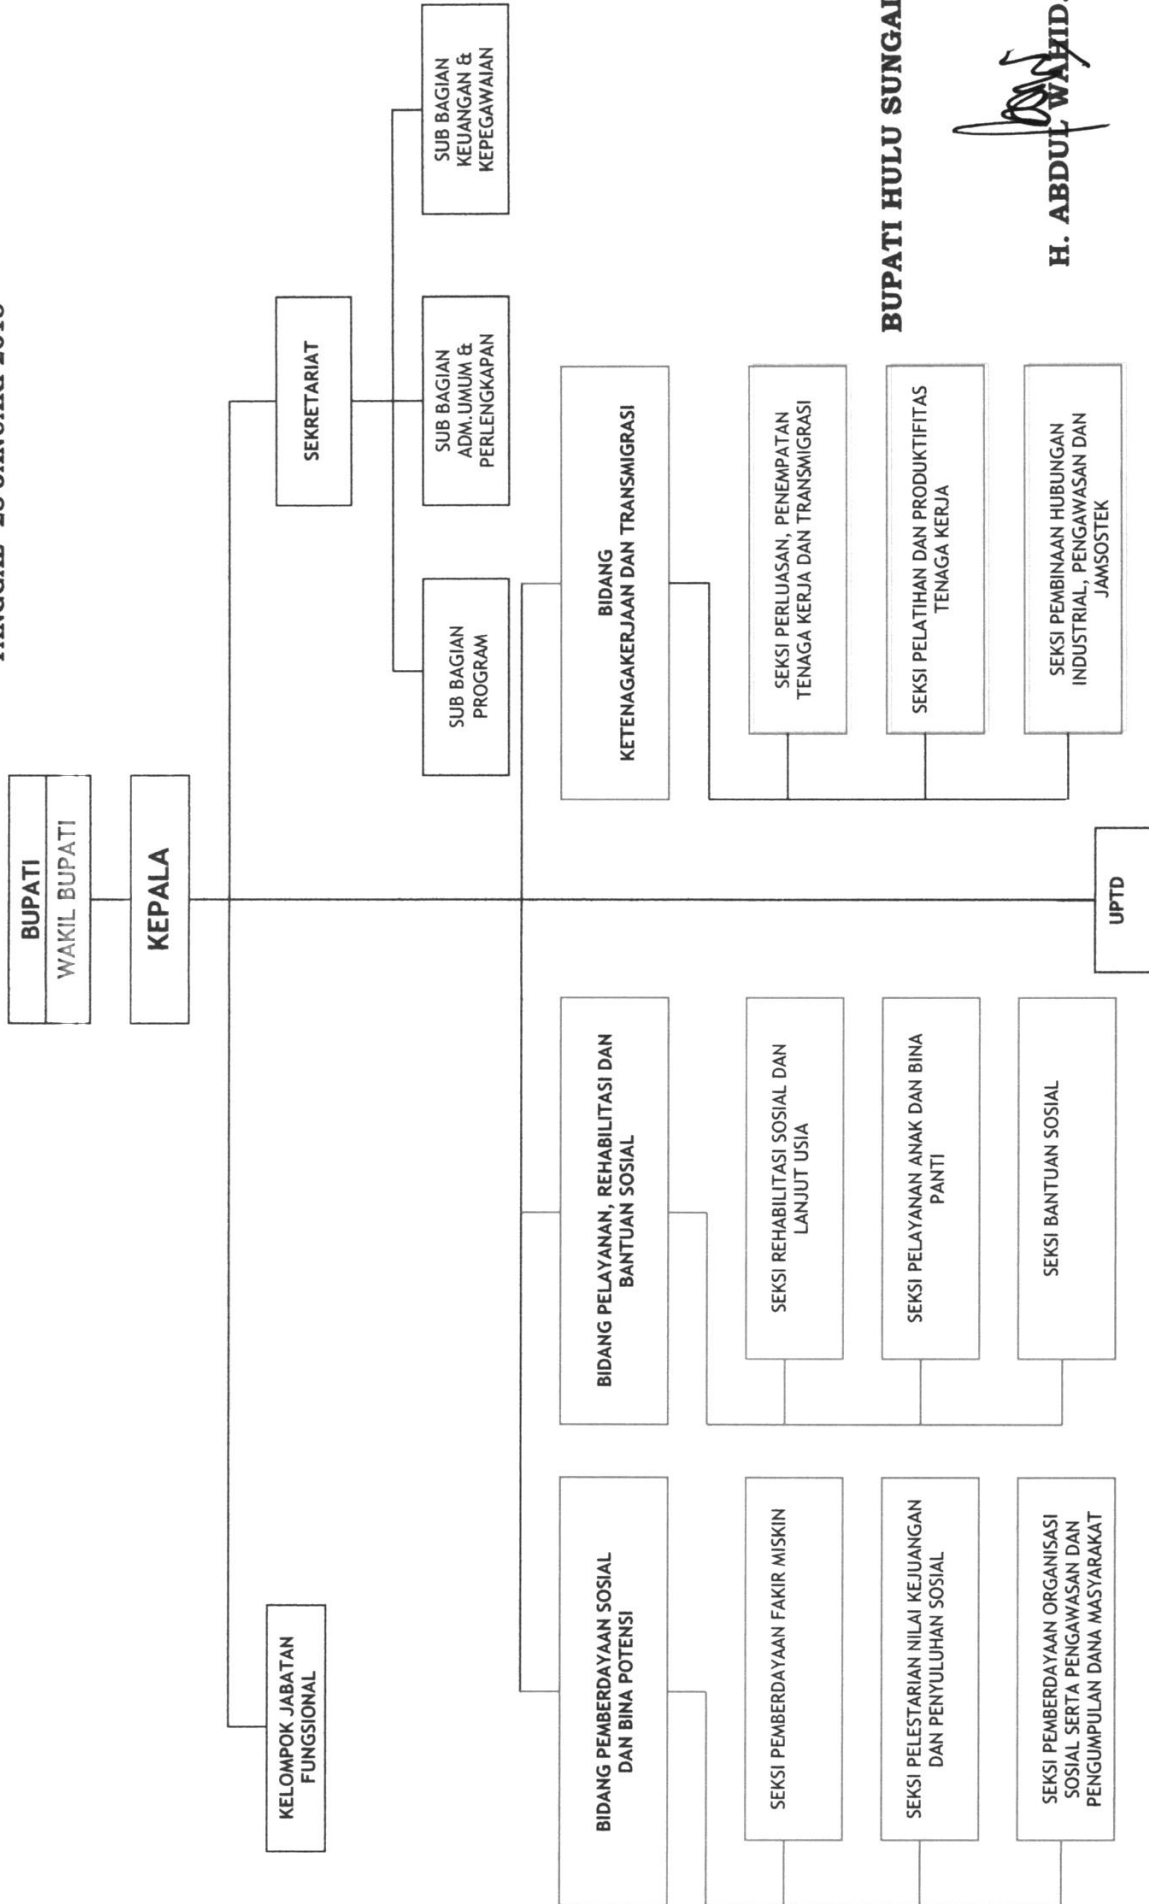 BUPATI
WAKIL BUPATI
KEPALA
KELOMPOK JABATAN
FUNGSIONAL
SEKRETARIAT
SUB BAGIAN
PROGRAM
SUB BAGIAN
ADM.UMUM &
PERLENGKAPAN
SUB BAGIAN
KEUANGAN &
KEPEGAWAIAN
BIDANG PEMBERDAYAAN SOSIAL
DAN BINA POTENSI
SEKSI PEMBERDAYAAN FAKIR MISKIN
SEKSI PELESTARIAN NILAI KEJUANGAN
DAN PENYULUHAN SOSIAL
SEKSI PEMBERDAYAAN ORGANISASI
SOSIAL SERTA PENGAWASAN DAN
PENGUMPULAN DANA MASYARAKAT
BIDANG PELAYANAN, REHABILITASI DAN
BANTUAN SOSIAL
SEKSI REHABILITASI SOSIAL DAN
LANJUT USIA
SEKSI PELAYANAN ANAK DAN BINA
PANTI
SEKSI BANTUAN SOSIAL
BIDANG
KETENAGAKERJAAN DAN TRANSMIGRASI
SEKSI PERLUASAN, PENEMPATAN
TENAGA KERJA DAN TRANSMIGRASI
SEKSI PELATIHAN DAN PRODUKTIFITAS
TENAGA KERJA
SEKSI PEMBINAAN HUBUNGAN
INDUSTRIAL, PENGAWASAN DAN
JAMSOSTEK
UPTD
BUPATI HULU SUNGAI
H. ABDUL WAHID